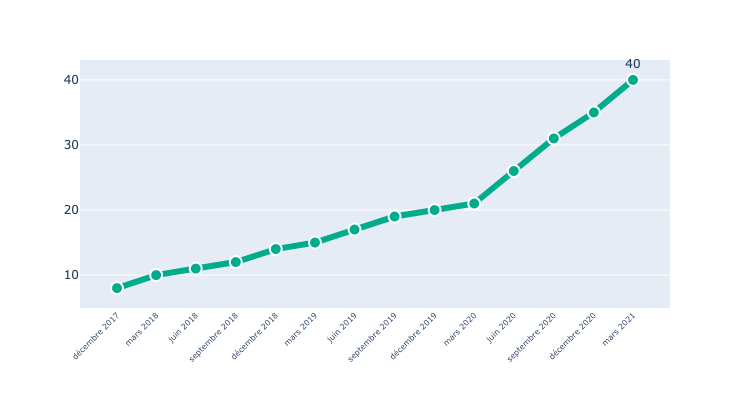 40
40
30
20
10
décembre 2017
mars 2018
juin 2018
septembre 2018
décembre 2018
mars 2019
juin 2019
septembre 2019
décembre 2019
mars 2020
juin 2020
septembre 2020
décembre 2020
mars 2021